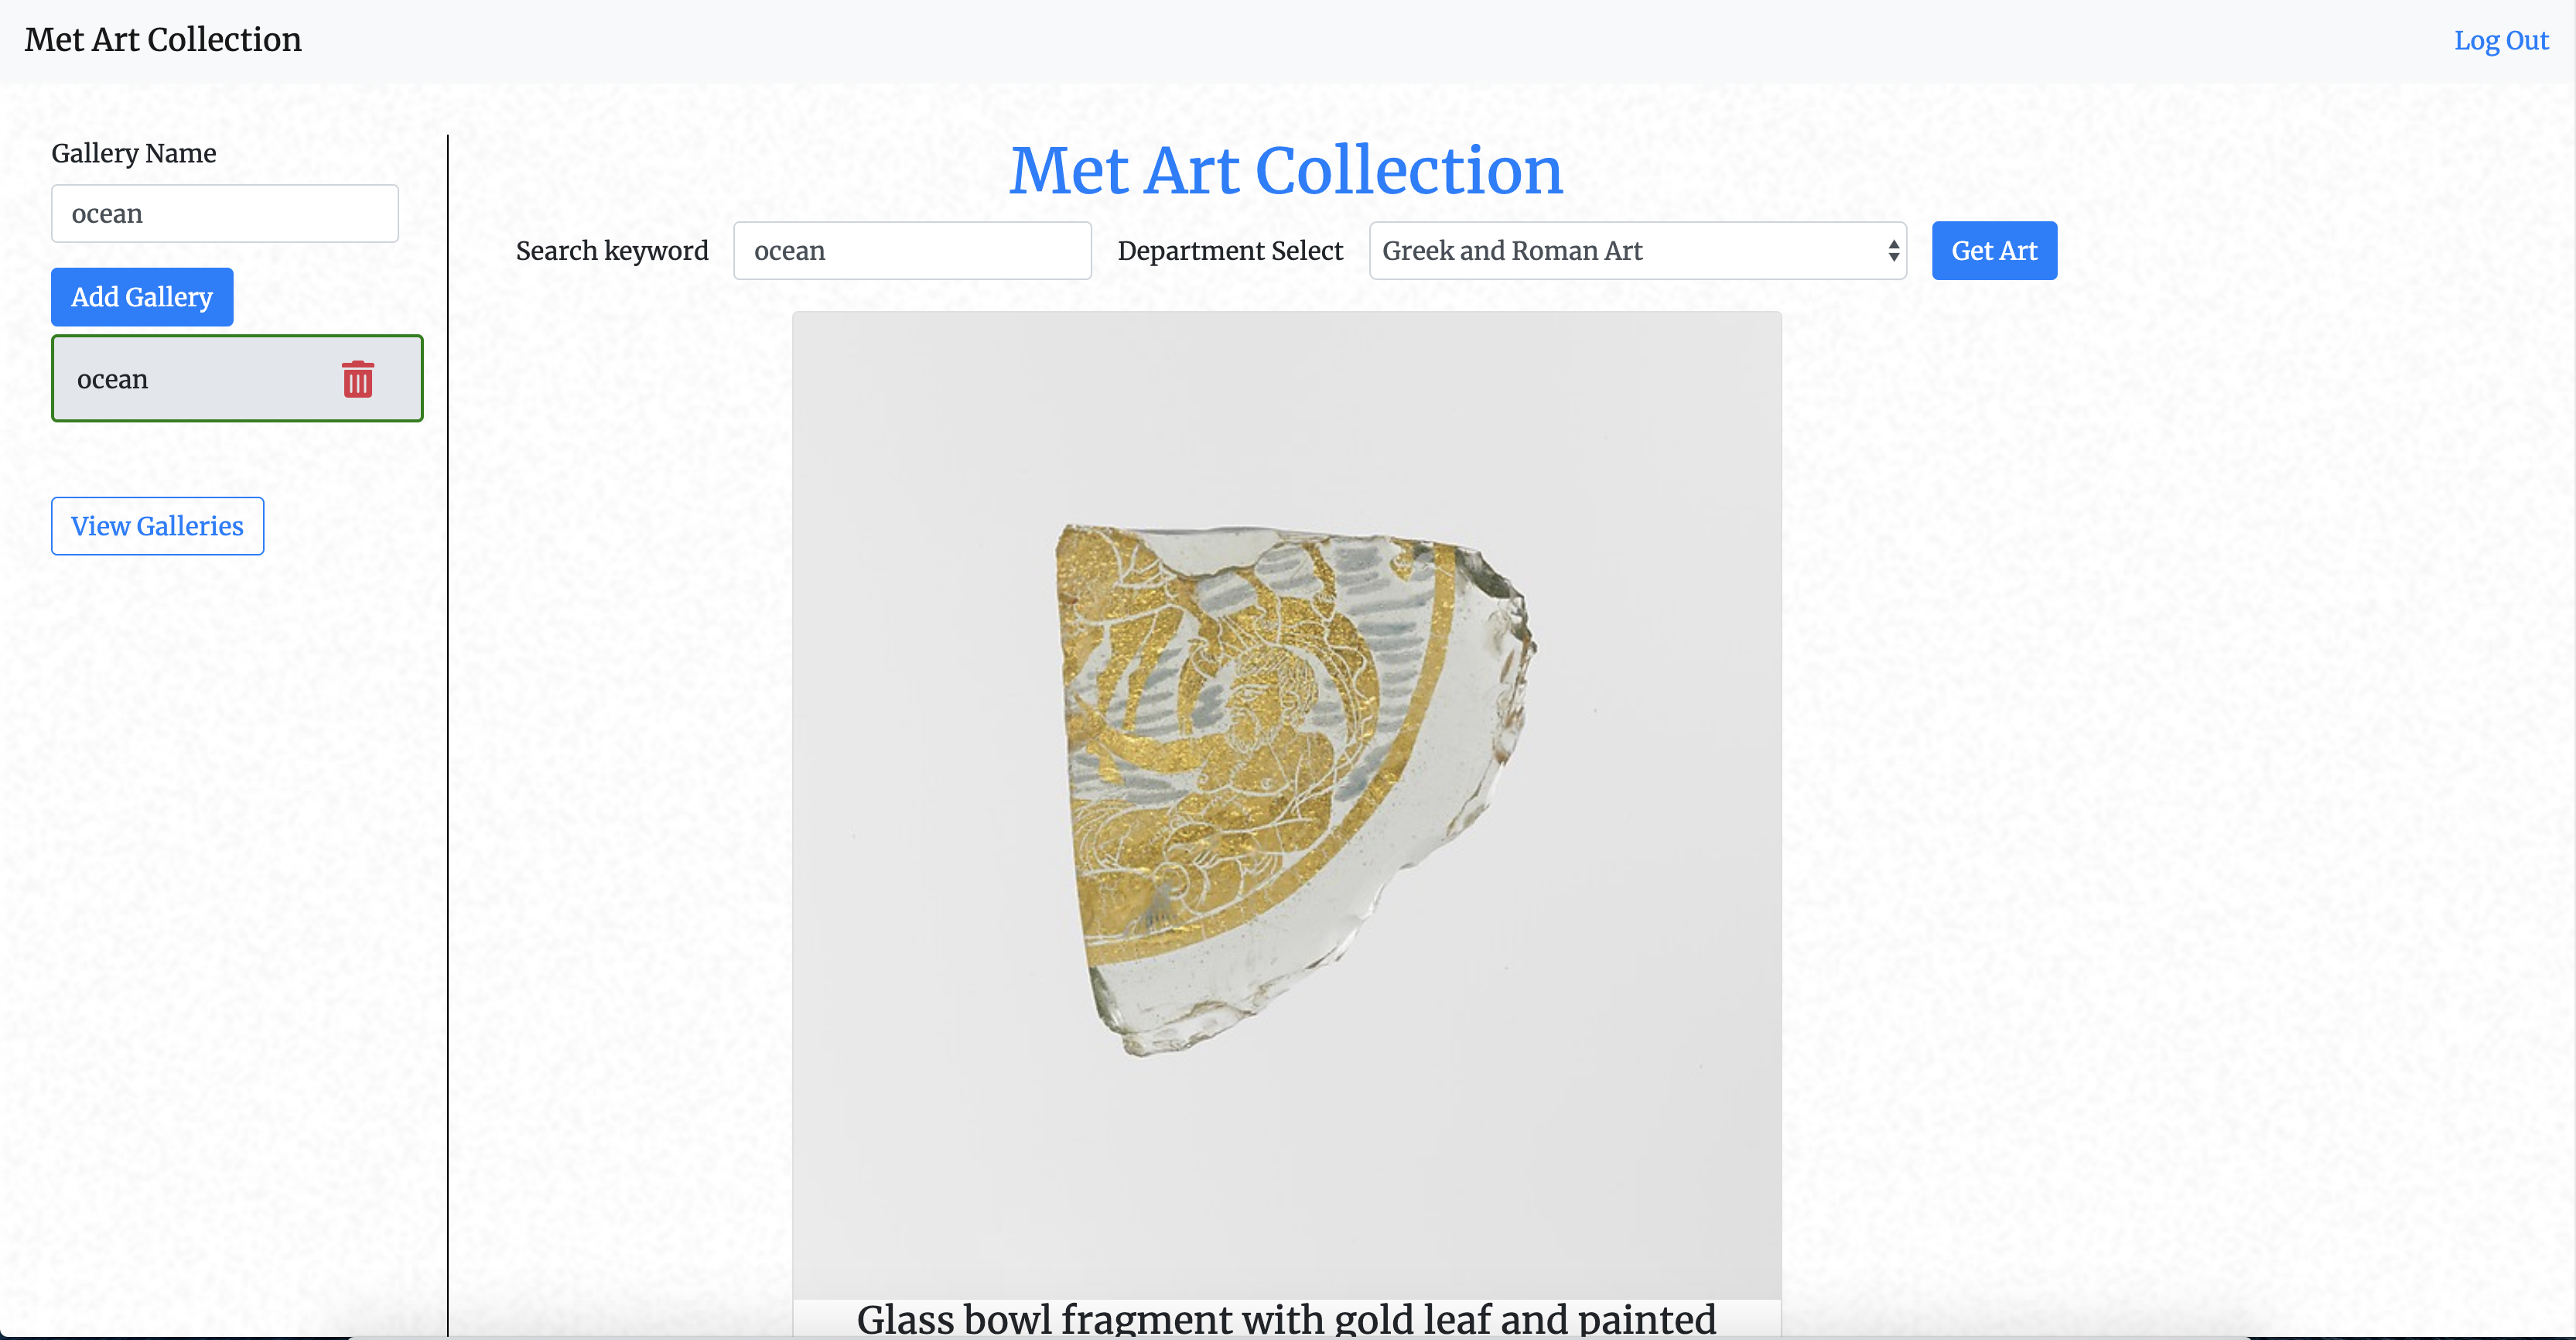 Met Art Collection
Log Out
Gallery Name
ocean
Add Gallery
ocean
View Galleries
Met Art Collection
Search keyword ocean Department Select Greek and Roman Art Get Art
Glass bowl fragment with gold leaf and painted